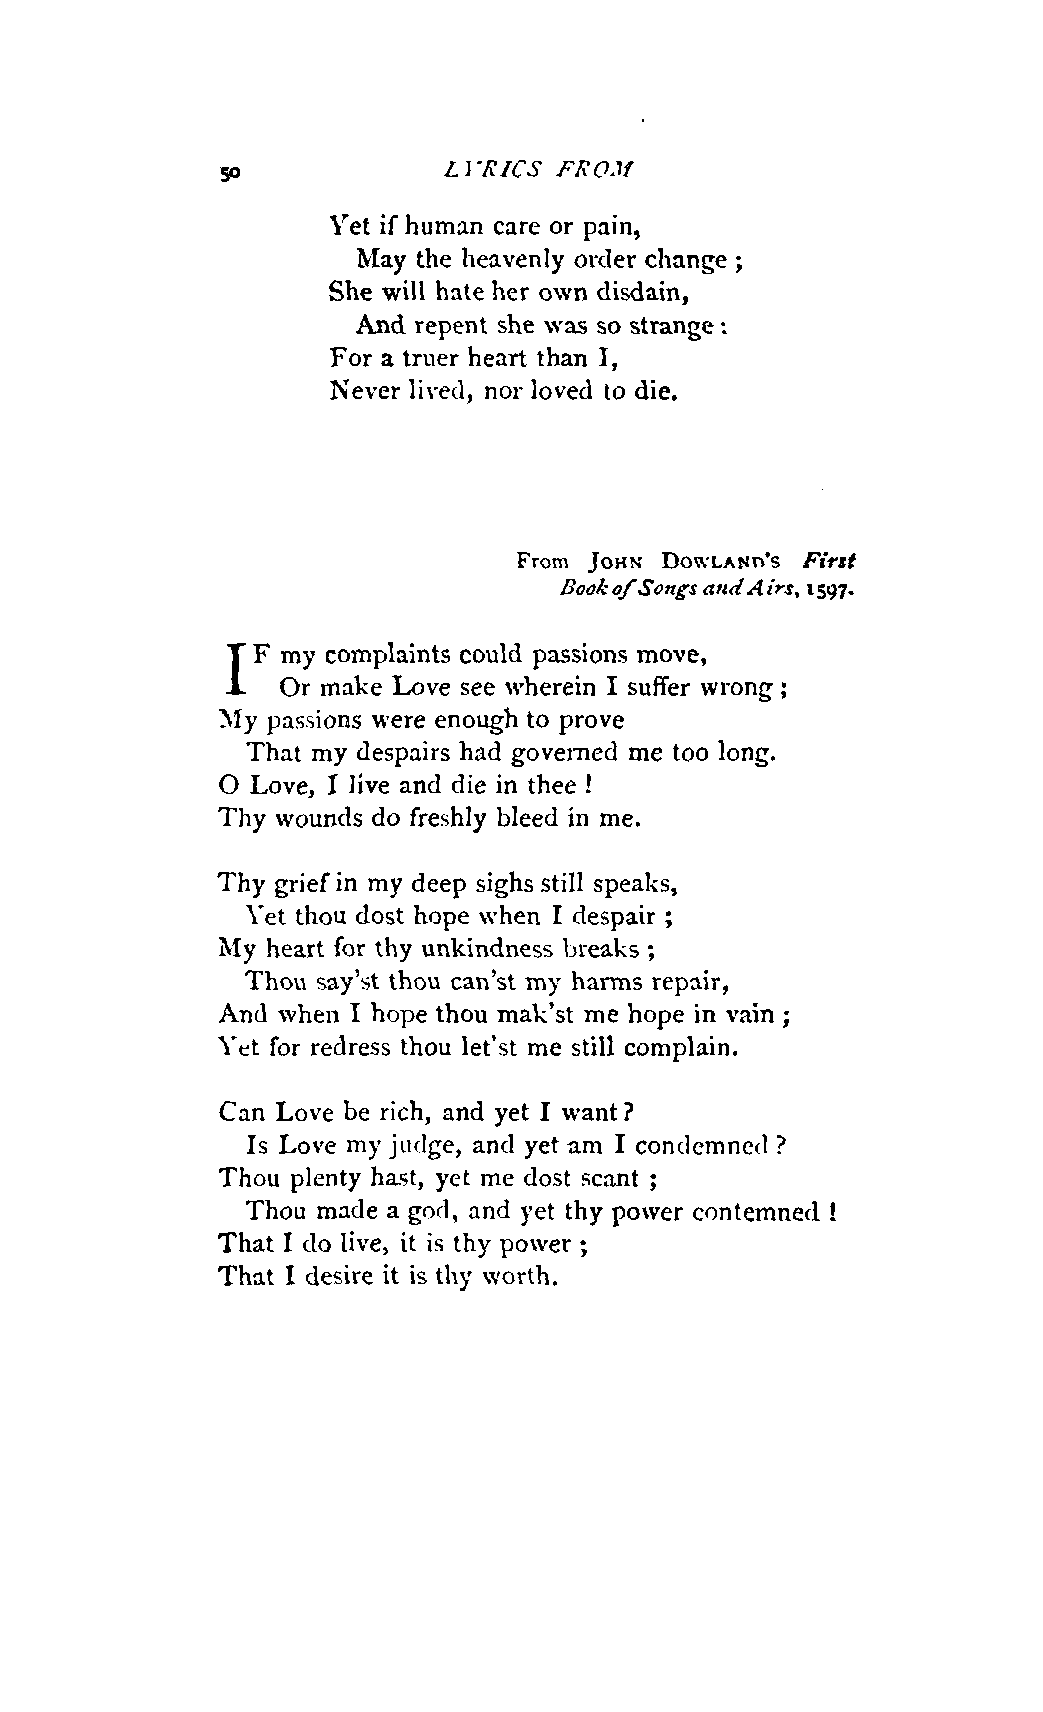 50 LYRICS FROM
Yet if human care or pain,
May the heavenly order change ;
She will hate her own disdain,
And repent she was so strange :
For a truer heart than I,
Never lived, nor loved to die.
From JOHN DOWLAND'S First
Book of Songs and Airs, 1597.
IF my complaints could passions move,
Or make Love see wherein I suffer wrong ;
My passions were enough to prove
That my despairs had governed me too long.
O Love, I live and die in thee !
Thy wounds do freshly bleed in me.
Thy grief in my deep sighs still speaks,
Yet thou dost hope when I despair ;
My heart for thy unkindness breaks ;
Thou say'st thou can'st my harms repair,
And when I hope thou mak'st me hope in vain ;
Yet for redress thou let'st me still complain.
Can Love be rich, and yet I want ?
Is Love my judge, and yet am I condemned ?
Thou plenty hast, yet me dost scant ;
Thou made a god, and yet thy power contemned !
That I do live, it is thy power ;
That I desire it is thy worth.